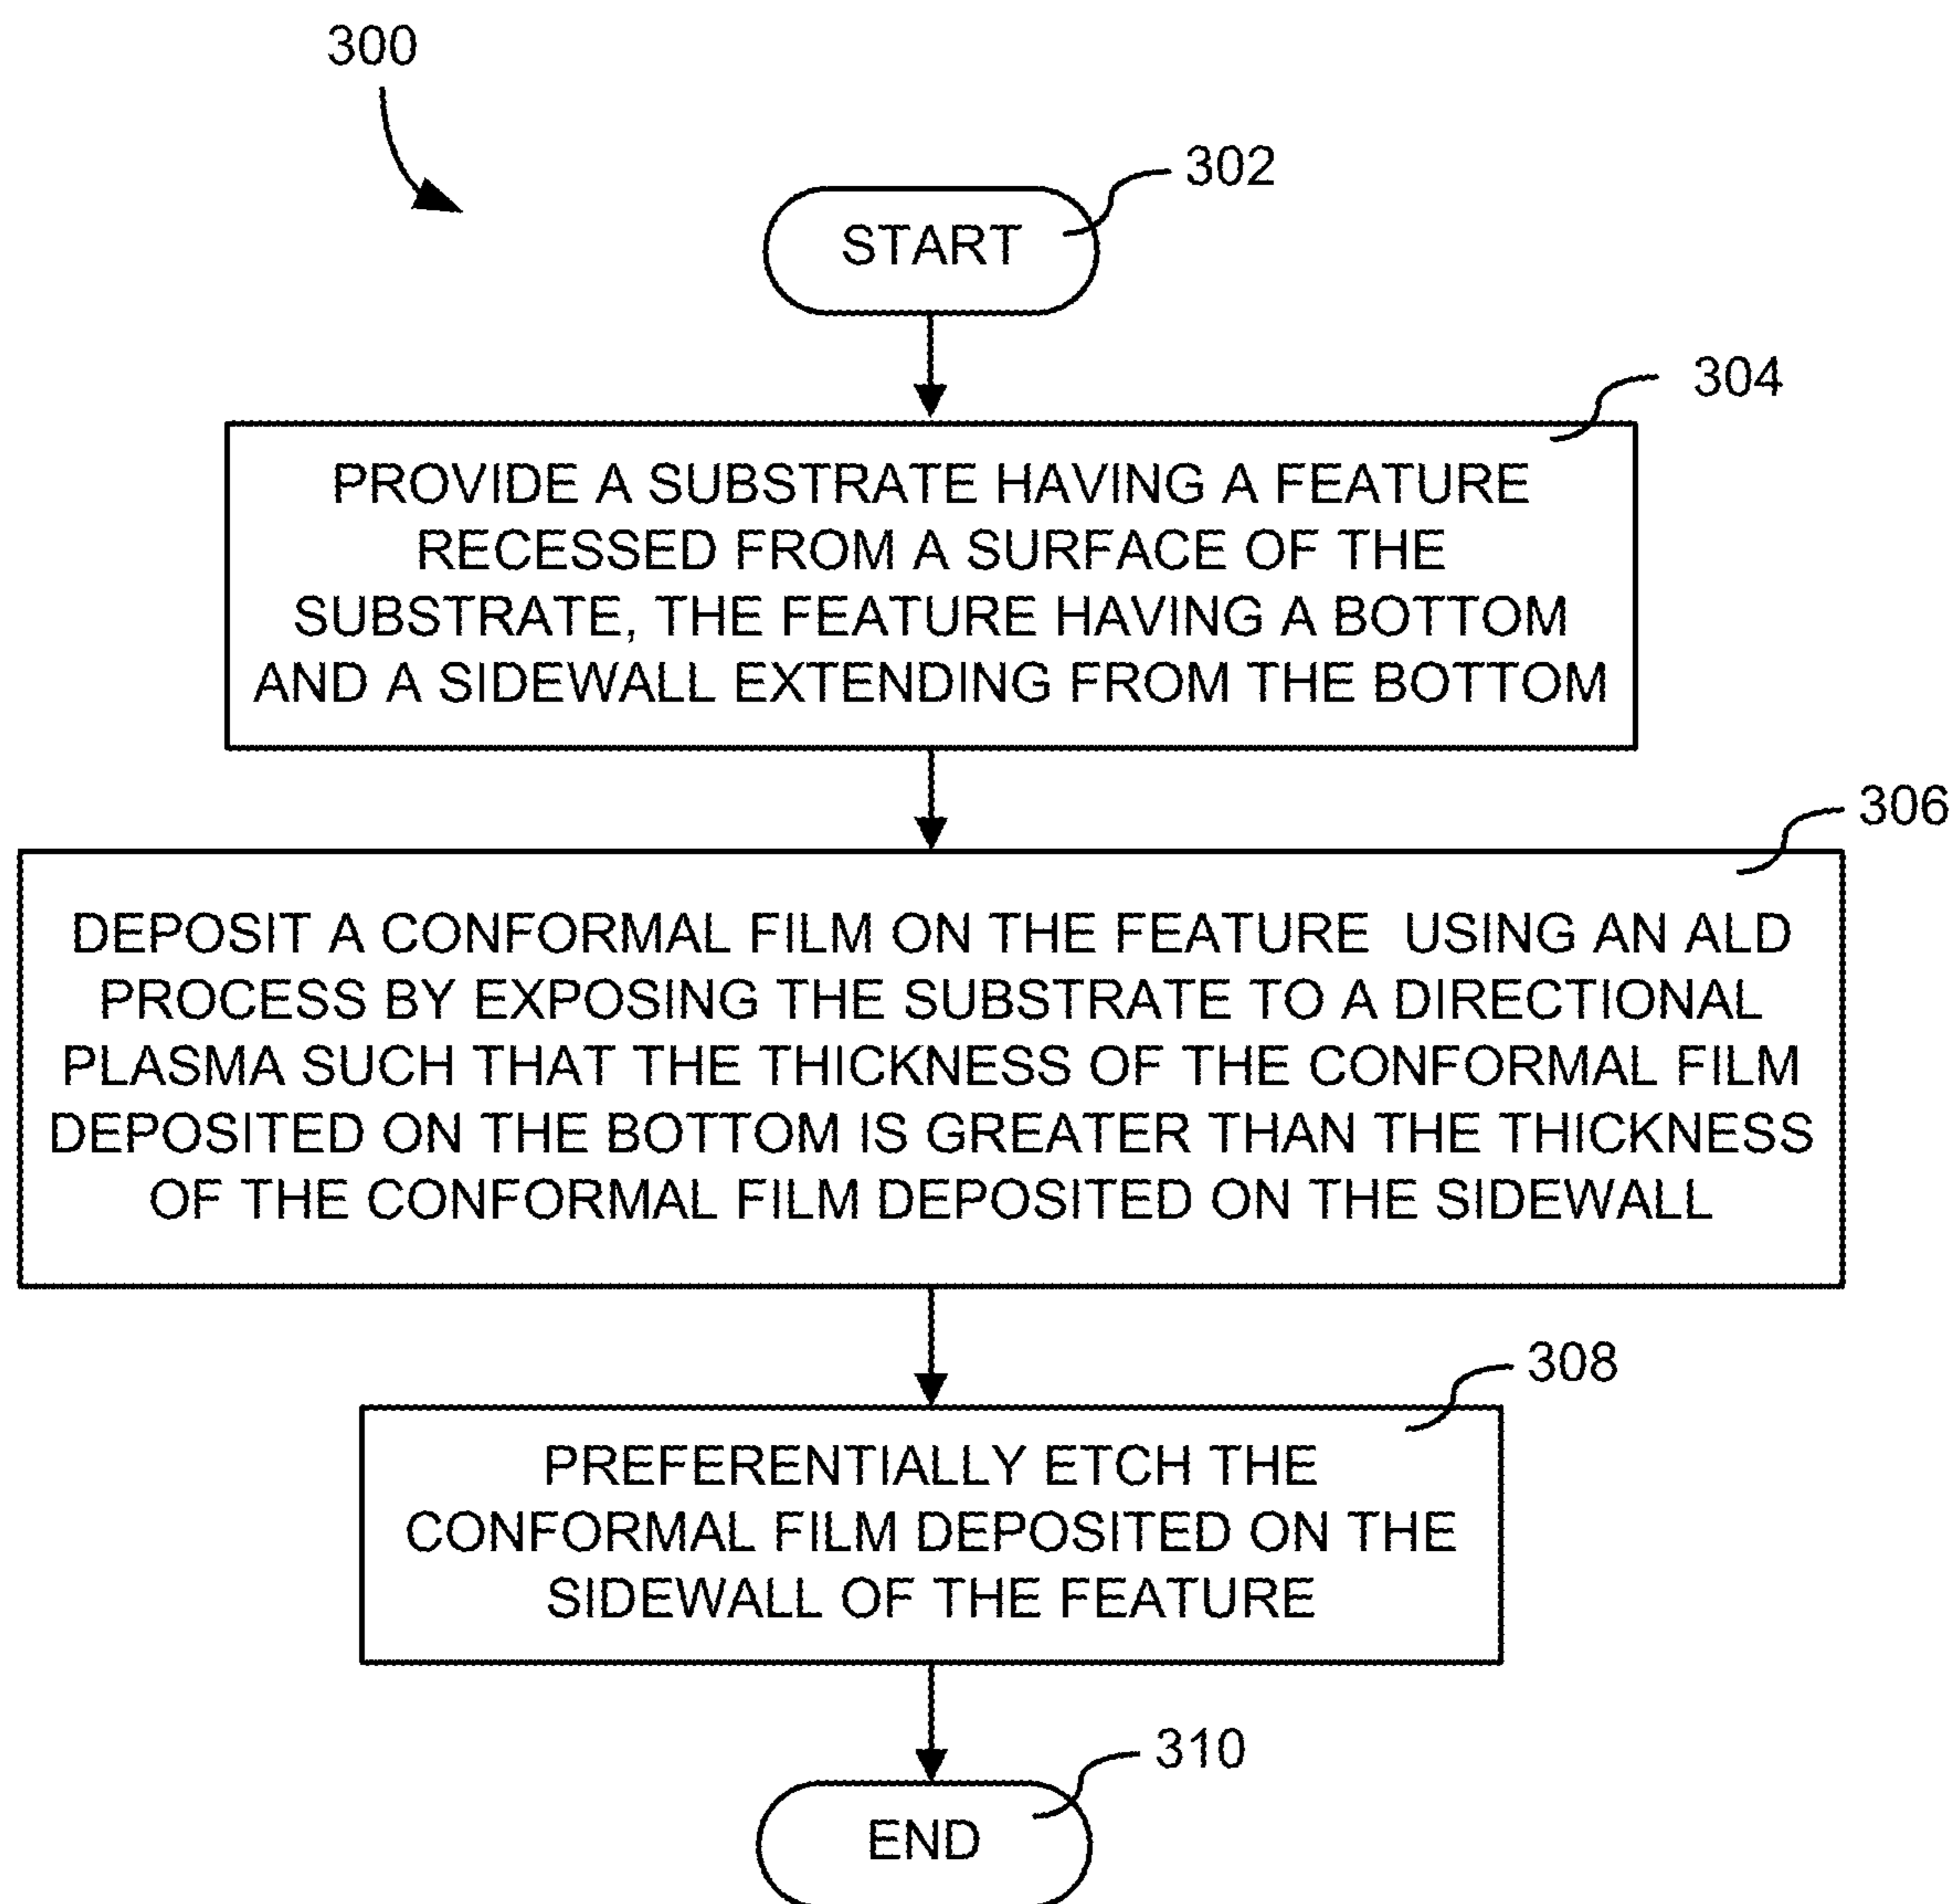 300
302
START
304
PROVIDE A SUBSTRATE HAVING A FEATURE
RECESSED FROM A SURFACE OF THE
SUBSTRATE, THE FEATURE HAVING A BOTTOM
AND A SIDEWALL EXTENDING FROM THE BOTTOM
306
DEPOSIT A CONFORMAL FILM ON THE FEATURE USING AN ALD
PROCESS BY EXPOSING THE SUBSTRATE TO A DIRECTIONAL
PLASMA SUCH THAT THE THICKNESS OF THE CONFORMAL FILM
DEPOSITED ON THE BOTTOM IS GREATER THAN THE THICKNESS
OF THE CONFORMAL FILM DEPOSITED ON THE SIDEWALL
308
PREFERENTIALLY ETCH THE
CONFORMAL FILM DEPOSITED ON THE
SIDEWALL OF THE FEATURE
310
END